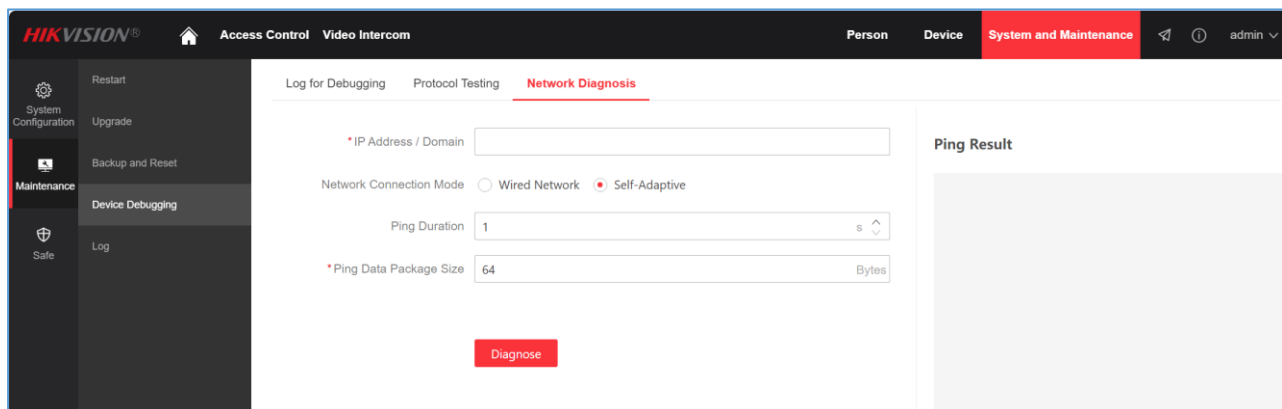 HIKVISION®
Access Control
Video Intercom
Person
Device
System and Maintenance
admin
System Configuration
Maintenance
Safe
Restart
Upgrade
Backup and Reset
Device Debugging
Log
Log for Debugging
Protocol Testing
Network Diagnosis
*IP Address / Domain
Network Connection Mode
Wired Network
Self-Adaptive
Ping Duration
1
s
*Ping Data Package Size
64
Bytes
Diagnose
Ping Result